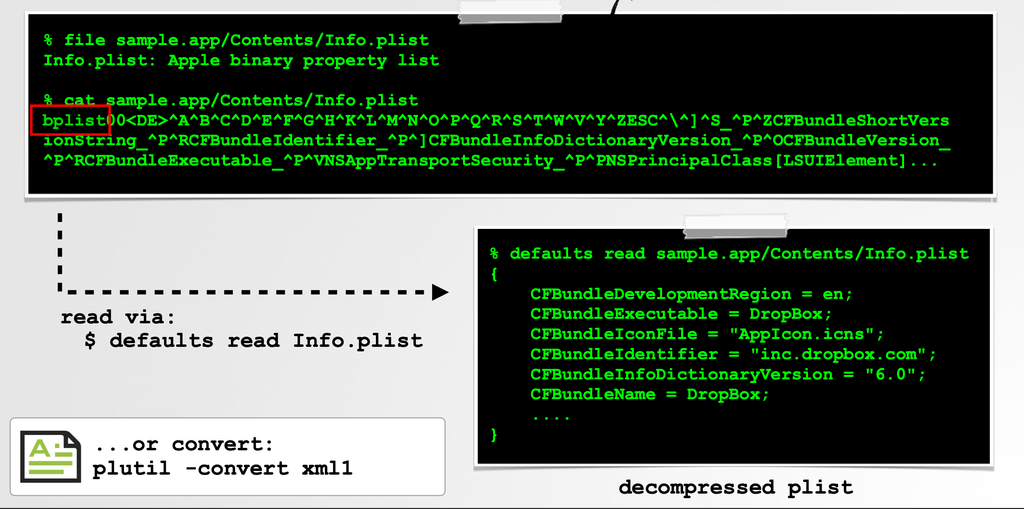 % file sample.app/Contents/Info.plist
Info.plist: Apple binary property list
% cat sample.app/Contents/Info.plist
bplist00<DE>^A^B^C^D^E^F^G^H^K^L^M^N^O^P^Q^R^S^T^W^V^Y^ZESC^\^]^S_^P^ZCFBundleShortVers
ionString_^P^RCFBundleIdentifier_^P^]CFBundleInfoDictionaryVersion_^P^OCFBundleVersion_
^P^RCFBundleExecutable_^P^VNSAppTransportSecurity_^P^PNSPrincipalClass[LSUIElement]...
read via:
$ defaults read Info.plist
...or convert:
plutil -convert xml1
% defaults read sample.app/Contents/Info.plist
{
CFBundleDevelopmentRegion = en;
CFBundleExecutable = DropBox;
CFBundleIconFile = "AppIcon.icns";
CFBundleIdentifier = "inc.dropbox.com";
CFBundleInfoDictionaryVersion = "6.0";
CFBundleName = DropBox;
....
}
decompressed plist